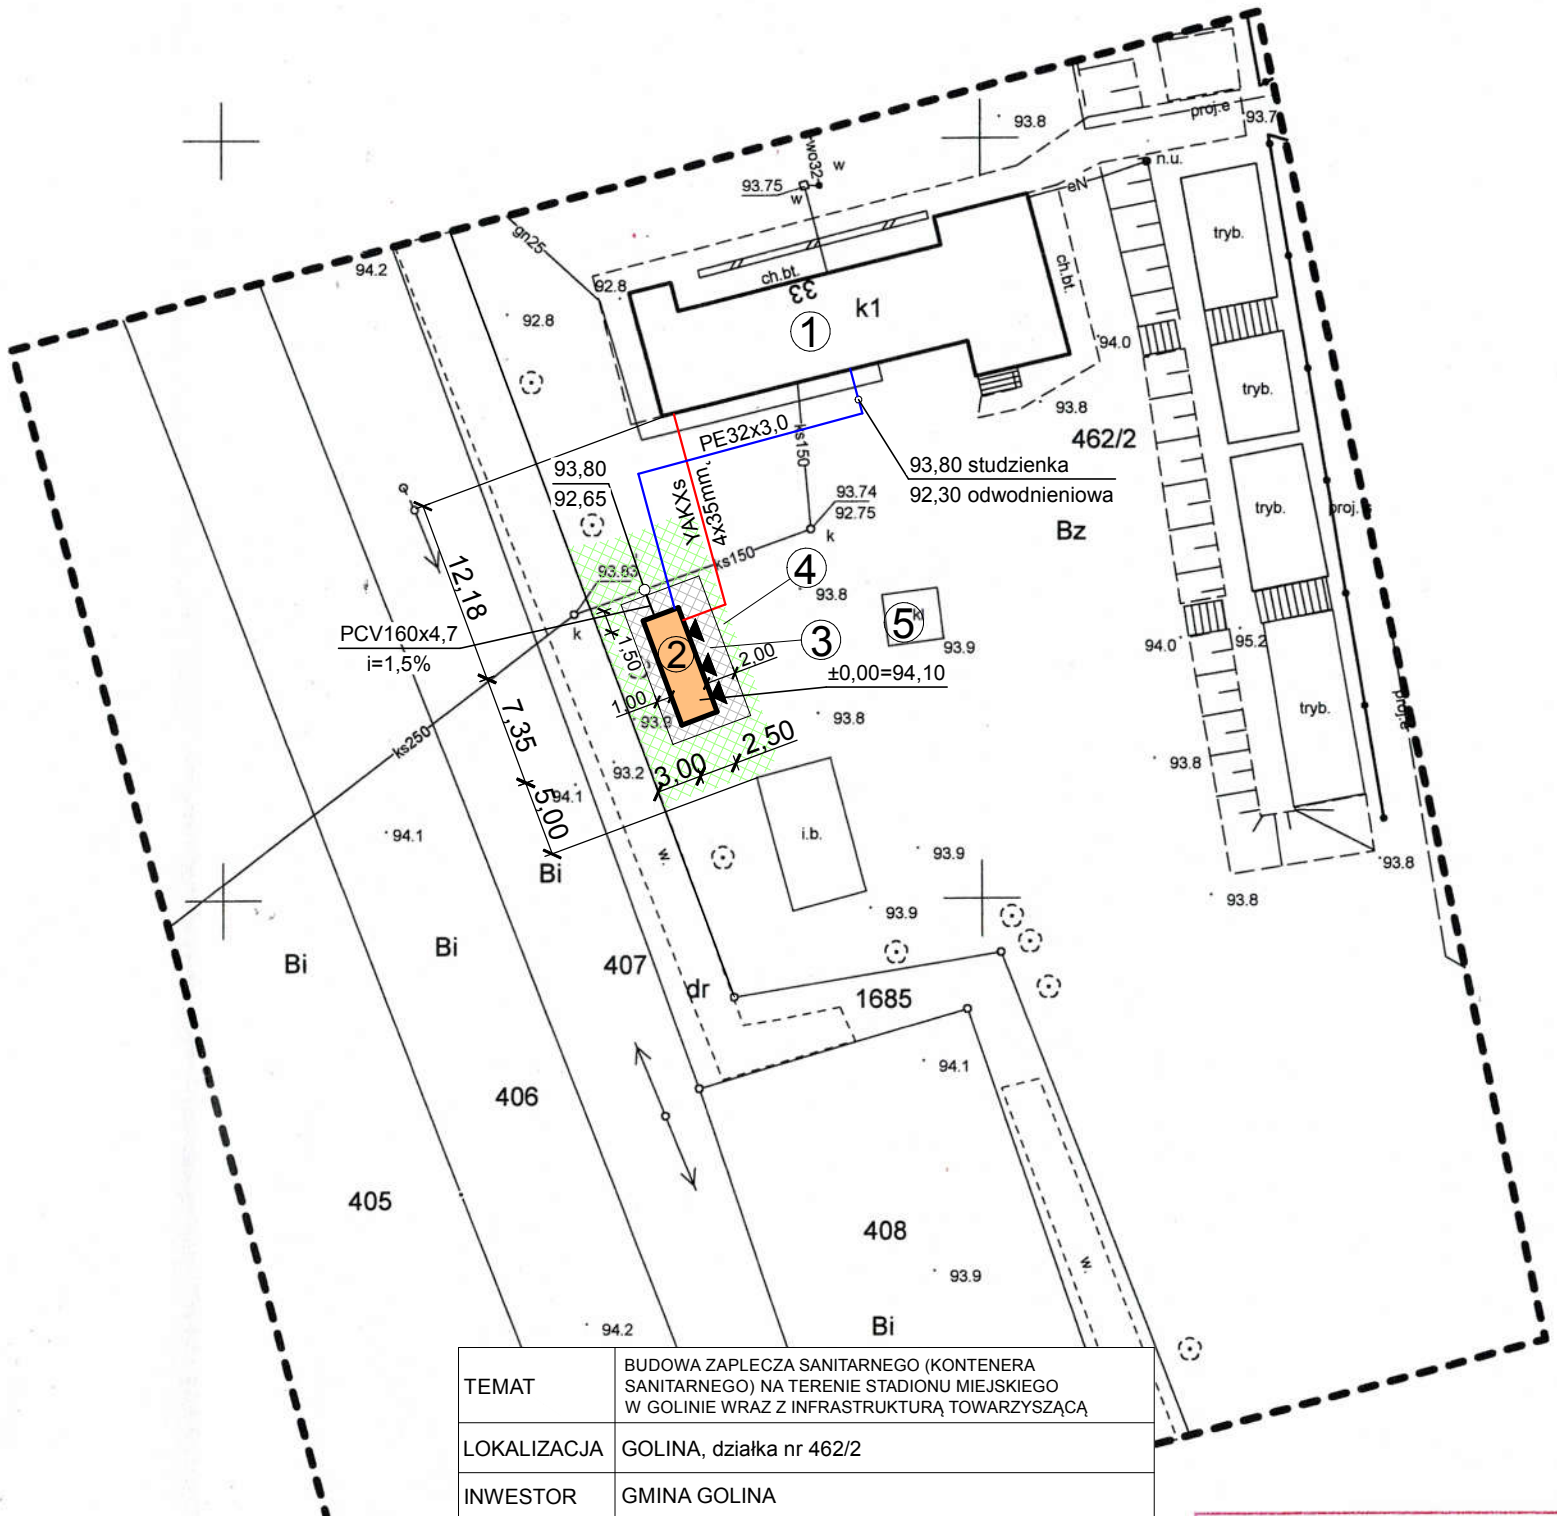 93.8
proj.e
93.7
wo32
w
93.75
w
n.u.
eN
gn25
94.2
tryb.
ch.bt.
ch.bt.
92.8
33
k1
92.8
1
94.0
tryb.
93.8
462/2
PE32x3,0
ks150
93,80
92,65
YAKXs
4x35mm,
93,80 studzienka
92,30 odwodnieniowa
93.74
92.75
k
tryb.
Bz
12,18
ks150
4
93.83
93.8
5
PCV160x4,7
i=1,5%
k
1,50
2
3
2.00
93.9
94.0
95.2
±0,00=94,10
1,00
93.9
93.8
tryb.
proj.e
7,35
ks250
2,50
3,00
93.2
93.8
5,00
94.1
94.1
i.b.
w.
93.9
93.8
Bi
93.8
93.9
Bi
Bi
407
dr
1685
94.1
406
405
408
w.
93.9
94.2
Bi
TEMAT
BUDOWA ZAPLECZA SANITARNEGO (KONTENERA
SANITARNEGO) NA TERENIE STADIONU MIEJSKIEGO
W GOLINIE WRAZ Z INFRASTRUKTURĄ TOWARZYSZĄCĄ
LOKALIZACJA
GOLINA, działka nr 462/2
INWESTOR
GMINA GOLINA